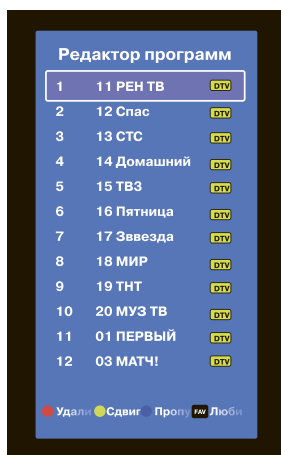 Редактор программ
1 11 РЕН ТВ DTV
2 12 Спас DTV
3 13 СТС DTV
4 14 Домашний DTV
5 15 ТВ3 DTV
6 16 Пятница DTV
7 17 Зввезда DTV
8 18 МИР DTV
9 19 ТНТ DTV
10 20 МУЗ ТВ DTV
11 01 ПЕРВЫЙ DTV
12 03 МАТЧ! DTV
Удали Сдвиг Пропу FAV Люби